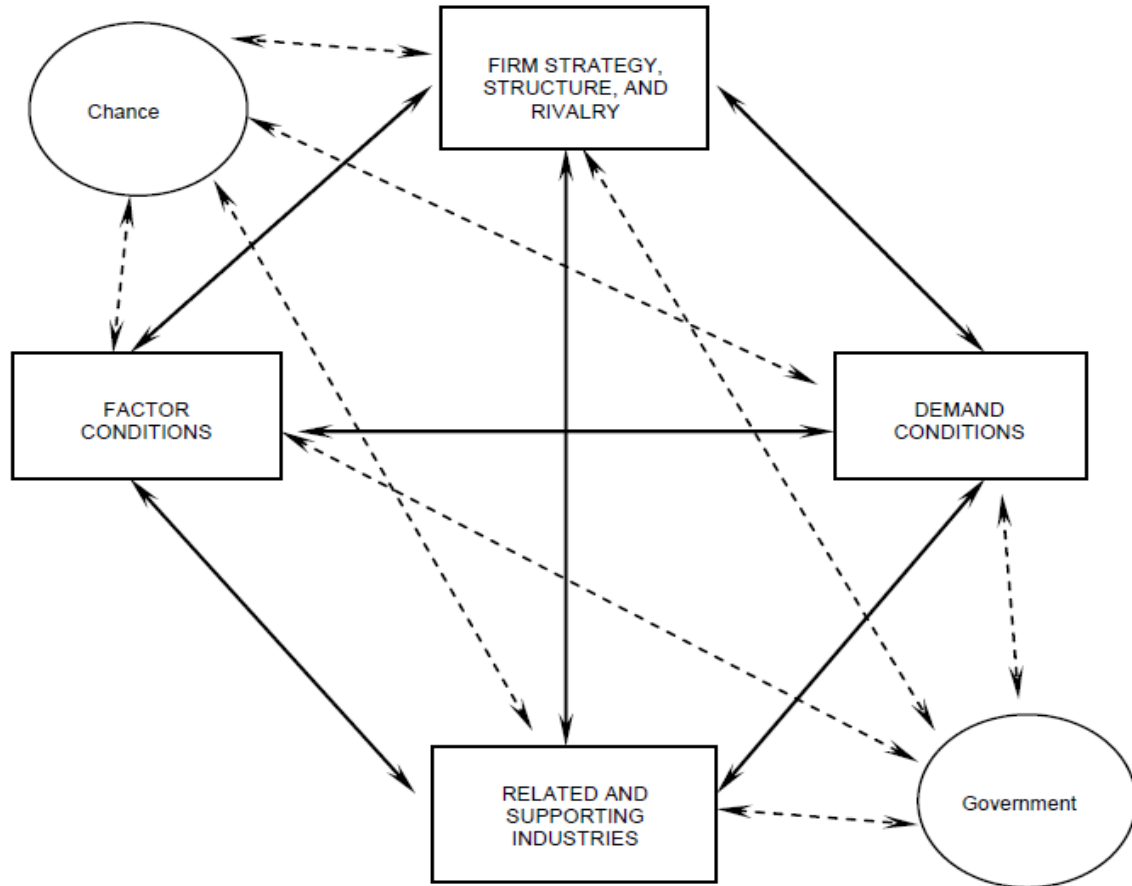 FIRM STRATEGY,
STRUCTURE, AND
RIVALRY
Chance
FACTOR
CONDITIONS
DEMAND
CONDITIONS
RELATED AND
SUPPORTING
INDUSTRIES
Government